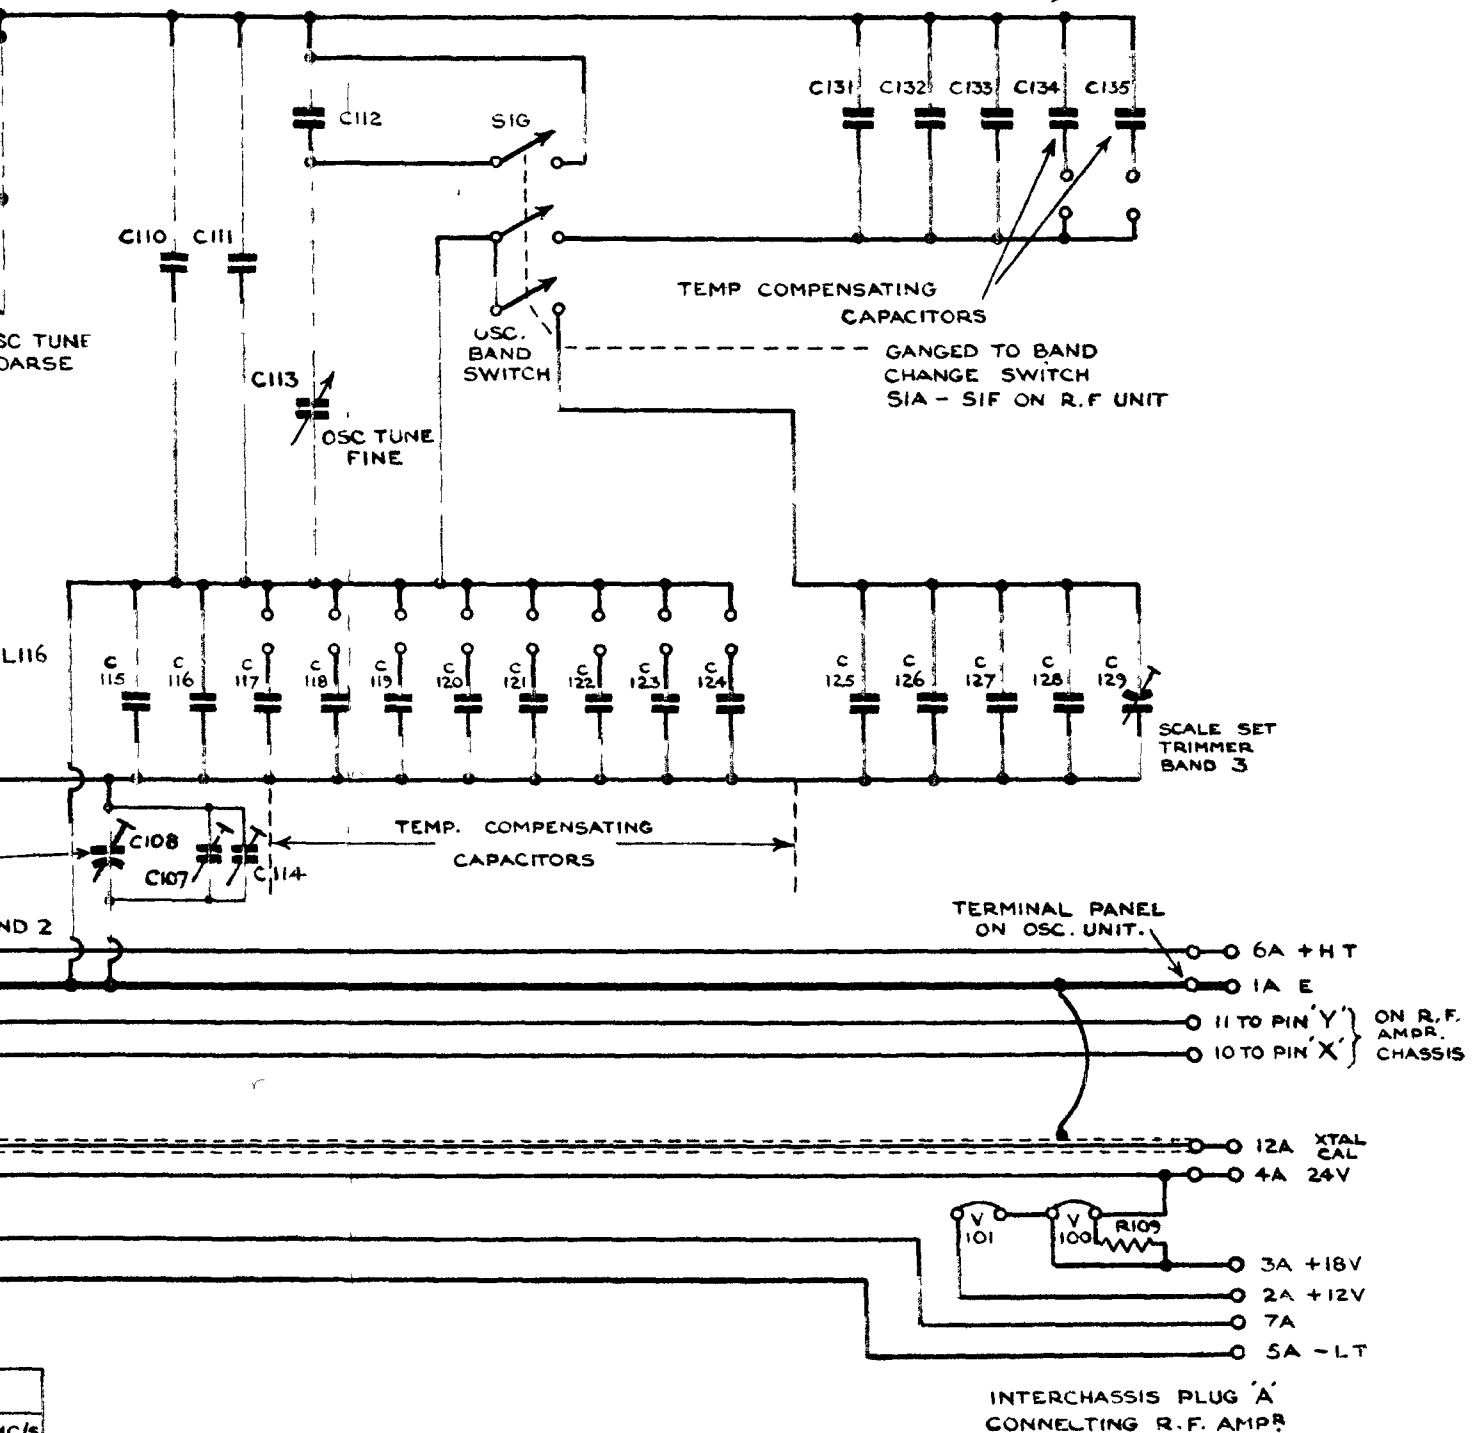 C131 C132 C133 C134 C135
C112
S1G
C110 C111
TEMP COMPENSATING
CAPACITORS
SC TUNE
OARSE
OSC.
BAND
SWITCH
GANGED TO BAND
CHANGE SWITCH
S1A - S1F ON R.F UNIT
C113
OSC TUNE
FINE
L116
C 115
C 116
C 117
C 118
C 119
C 120
C 121
C 122
C 123
C 124
C 125
C 126
C 127
C 128
C 129
SCALE SET
TRIMMER
BAND 3
TEMP. COMPENSATING
CAPACITORS
C108
C107
C114
ND 2
TERMINAL PANEL
ON OSC. UNIT.
6A +HT
1A E
11 TO PIN 'Y'
10 TO PIN 'X'
ON R.F.
AMPR.
CHASSIS
12A XTAL
CAL
4A 24V
V
101
V
100
R109
3A +18V
2A +12V
7A
5A -LT
INTERCHASSIS PLUG 'A'
CONNECTING R.F. AMPR.
MC/S